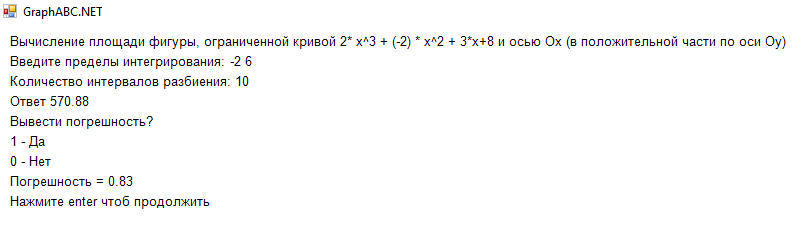 GraphABC.NET
Вычисление площади фигуры, ограниченной кривой 2* x^3 + (-2) * x^2 + 3*x+8 и осью Ox (в положительной части по оси Oy)
Введите пределы интегрирования: -2 6
Количество интервалов разбиения: 10
Ответ 570.88
Вывести погрешность?
1 - Да
0 - Нет
Погрешность = 0.83
Нажмите enter чтоб продолжить